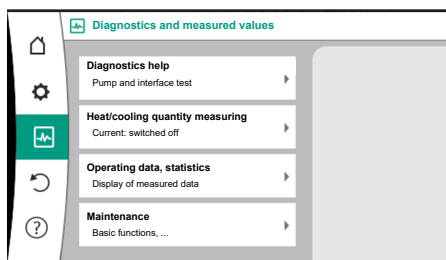 Diagnostics and measured values
Diagnostics help
Pump and interface test
Heat/cooling quantity measuring
Current: switched off
Operating data, statistics
Display of measured data
Maintenance
Basic functions, ...